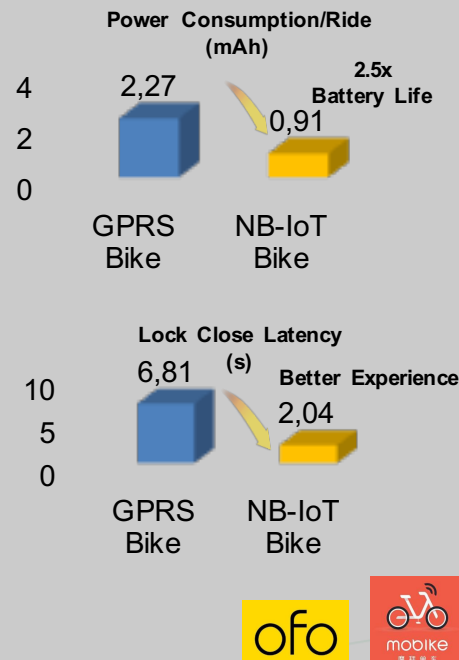 Power Consumption/Ride
(mAh)
2.5x
Battery Life
4
2
0
2,27
0,91
GPRS
Bike
NB-IoT
Bike
Lock Close Latency
(s)
Better Experience
10
5
0
6,81
2,04
GPRS
Bike
NB-IoT
Bike
ofo
mobike